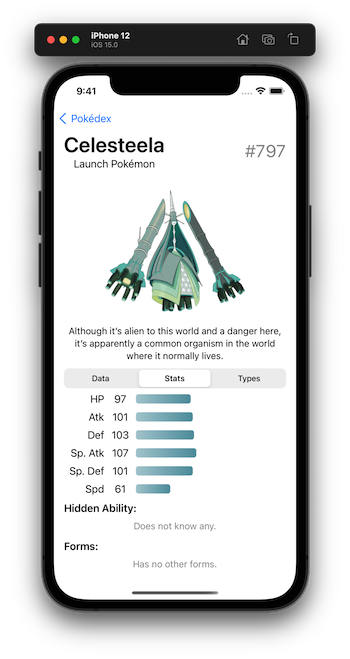 iPhone 12
iOS 15.0
9:41
Pokédex
Celesteela
#797
Launch Pokémon
Although it's alien to this world and a danger here,
it's apparently a common organism in the world
where it normally lives.
Data Stats Types
HP 97
Atk 101
Def 103
Sp. Atk 107
Sp. Def 101
Spd 61
Hidden Ability:
Does not know any.
Forms:
Has no other forms.